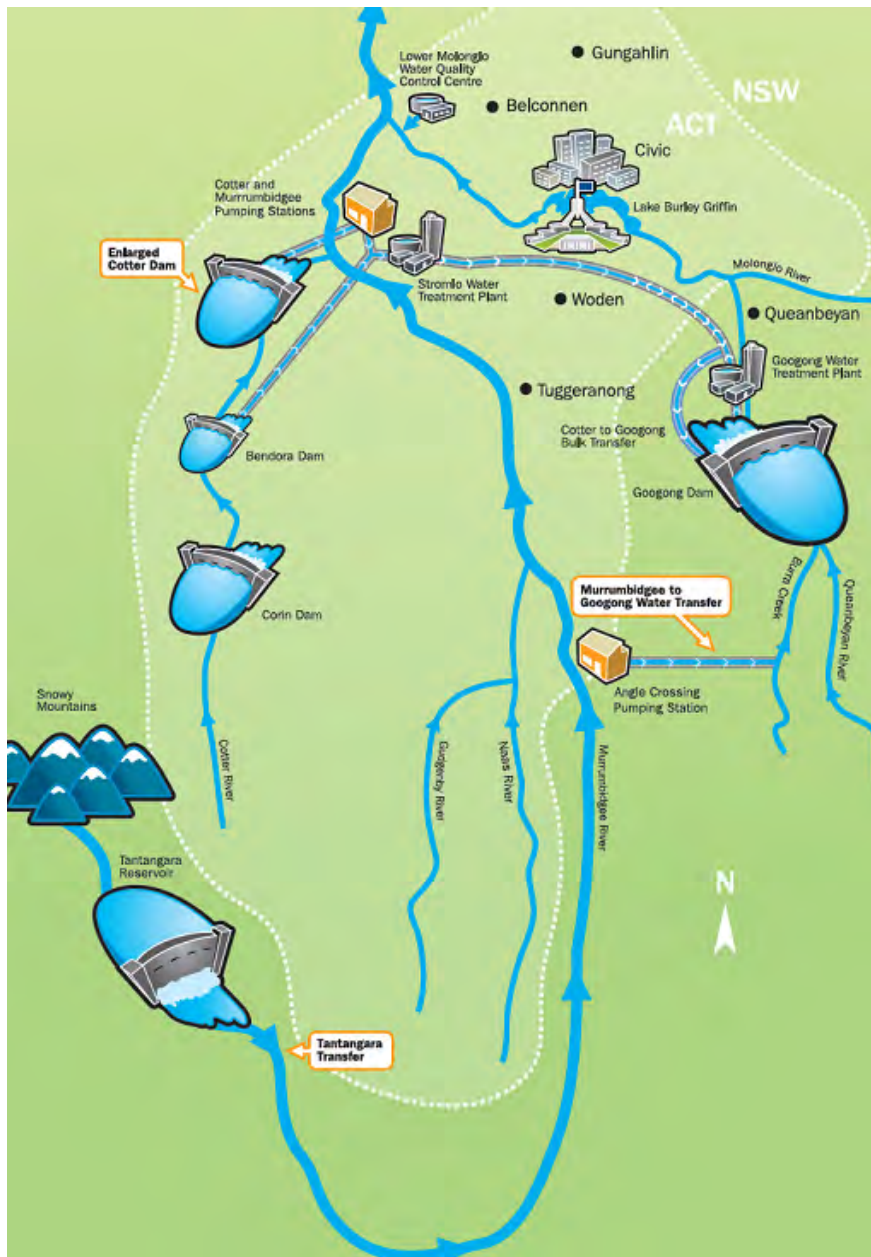 Lower Molonglo
Water Quality
Control Centre
Gungahlin
NSW
Belconnen
ACT
Civic
Cotter and
Murrumbidgee
Pumping Stations
Lake Burley Griffin
Enlarged
Cotter Dam
Molonglo River
Stromlo Water
Treatment Plant
Woden
Queanbeyan
Googong Water
Treatment Plant
Tuggeranong
Cotter to Googong
Bulk Transfer
Bendora Dam
Googong Dam
Murrumbidgee to
Googong Water Transfer
Burra Creek
Queanbeyan River
Corin Dam
Angle Crossing
Pumping Station
Snowy
Mountains
Cotter River
Gudgenby River
Naas River
Murrumbidgee River
Tantangara
Reservoir
N
Tantangara
Transfer